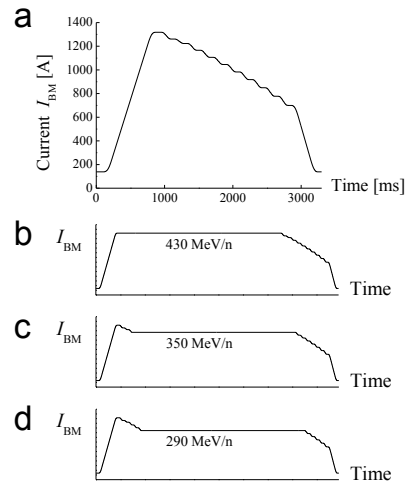 a
1400
1200
1000
800
600
400
200
0
Current I_BM [A]
0 1000 2000 3000
Time [ms]
b
I_BM
430 MeV/n
Time
c
I_BM
350 MeV/n
Time
d
I_BM
290 MeV/n
Time